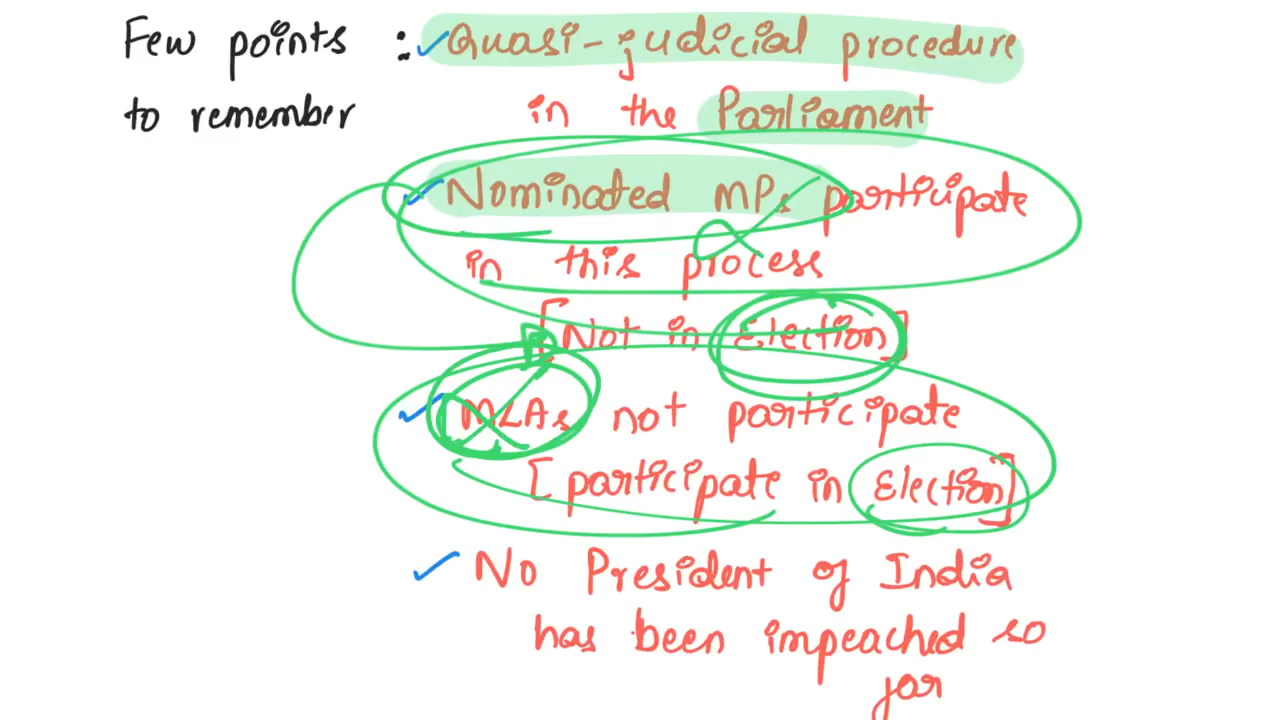 Few points : Quasi-judicial procedure
to remember in the Parliament
Nominated MPs participate
in this process
[Not in Election]
MLAs not participate
[participate in Election]
No President of India
has been impeached so
far